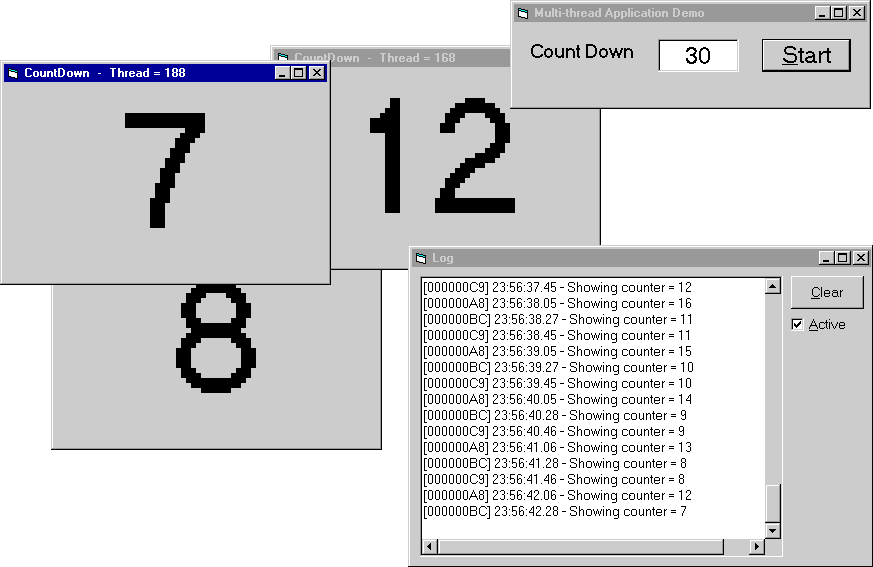 Multi-thread Application Demo
Count Down
30
Start
CountDown - Thread = 168
12
CountDown - Thread = 188
7
8
Log
[000000C9] 23:56:37.45 - Showing counter = 12
[000000A8] 23:56:38.05 - Showing counter = 16
[000000BC] 23:56:38.27 - Showing counter = 11
[000000C9] 23:56:38.45 - Showing counter = 11
[000000A8] 23:56:39.05 - Showing counter = 15
[000000BC] 23:56:39.27 - Showing counter = 10
[000000C9] 23:56:39.45 - Showing counter = 10
[000000A8] 23:56:40.05 - Showing counter = 14
[000000BC] 23:56:40.28 - Showing counter = 9
[000000C9] 23:56:40.46 - Showing counter = 9
[000000A8] 23:56:41.06 - Showing counter = 13
[000000BC] 23:56:41.28 - Showing counter = 8
[000000C9] 23:56:41.46 - Showing counter = 8
[000000A8] 23:56:42.06 - Showing counter = 12
[000000BC] 23:56:42.28 - Showing counter = 7
Clear
Active